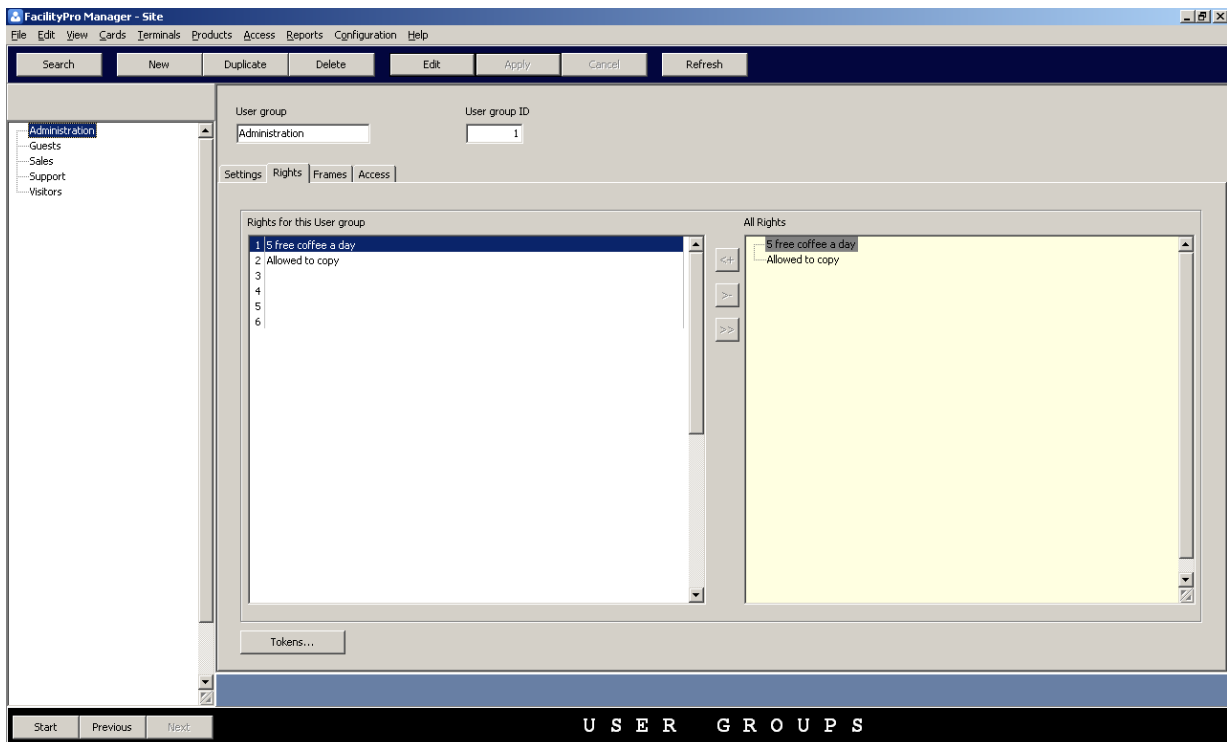 FacilityPro Manager - Site
File Edit View Cards Terminals Products Access Reports Configuration Help
Search New Duplicate Delete Edit Apply Cancel Refresh
User group User group ID
Administration 1
Administration
Guests
Sales
Support
Visitors
Settings Rights Frames Access
Rights for this User group
1 5 free coffee a day
2 Allowed to copy
3
4
5
6
<+
>-
>>
All Rights
5 free coffee a day
Allowed to copy
Tokens...
Start Previous Next
USER GROUPS